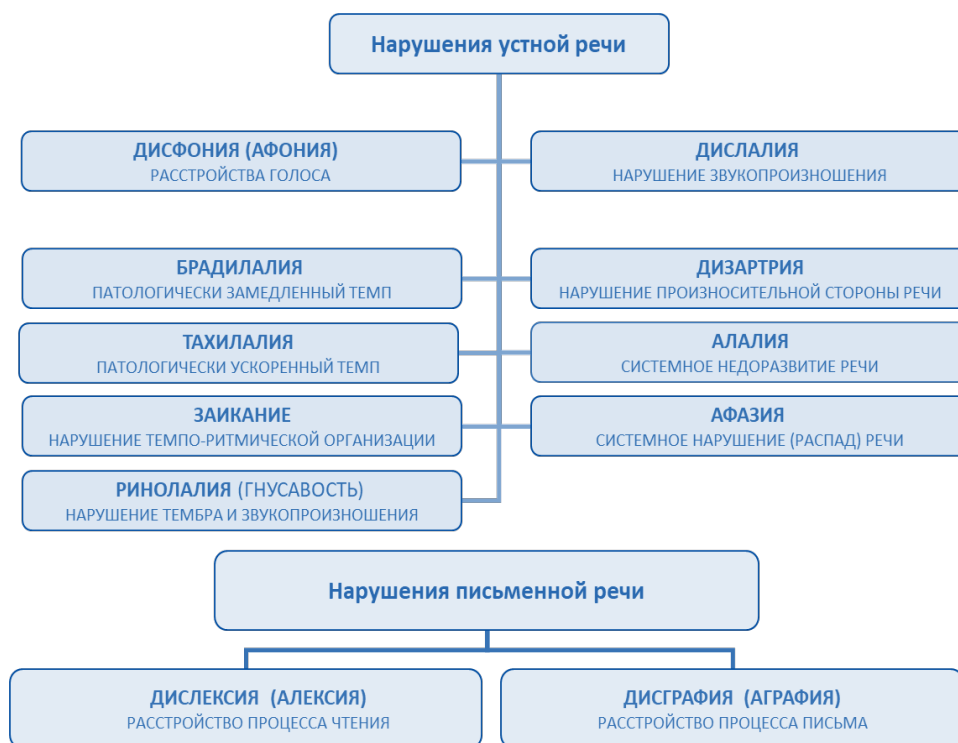 Нарушения устной речи
ДИСФОНИЯ (АФОНИЯ)
РАССТРОЙСТВА ГОЛОСА
ДИСЛАЛИЯ
НАРУШЕНИЕ ЗВУКОПРОИЗНОШЕНИЯ
БРАДИЛАЛИЯ
ПАТОЛОГИЧЕСКИ ЗАМЕДЛЕННЫЙ ТЕМП
ДИЗАРТРИЯ
НАРУШЕНИЕ ПРОИЗНОСИТЕЛЬНОЙ СТОРОНЫ РЕЧИ
ТАХИЛАЛИЯ
ПАТОЛОГИЧЕСКИ УСКОРЕННЫЙ ТЕМП
АЛАЛИЯ
СИСТЕМНОЕ НЕДОРАЗВИТИЕ РЕЧИ
ЗАИКАНИЕ
НАРУШЕНИЕ ТЕМПО-РИТМИЧЕСКОЙ ОРГАНИЗАЦИИ
АФАЗИЯ
СИСТЕМНОЕ НАРУШЕНИЕ (РАСПАД) РЕЧИ
РИНОЛАЛИЯ (ГНУСАВОСТЬ)
НАРУШЕНИЕ ТЕМБРА И ЗВУКОПРОИЗНОШЕНИЯ
Нарушения письменной речи
ДИСЛЕКСИЯ (АЛЕКСИЯ)
РАССТРОЙСТВО ПРОЦЕССА ЧТЕНИЯ
ДИСГРАФИЯ (АГРАФИЯ)
РАССТРОЙСТВО ПРОЦЕССА ПИСЬМА